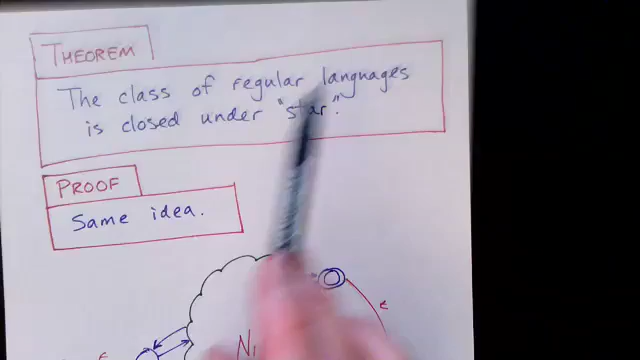 THEOREM
The class of regular languages
is closed under "star".
PROOF
Same idea.
ε
ε
N₁